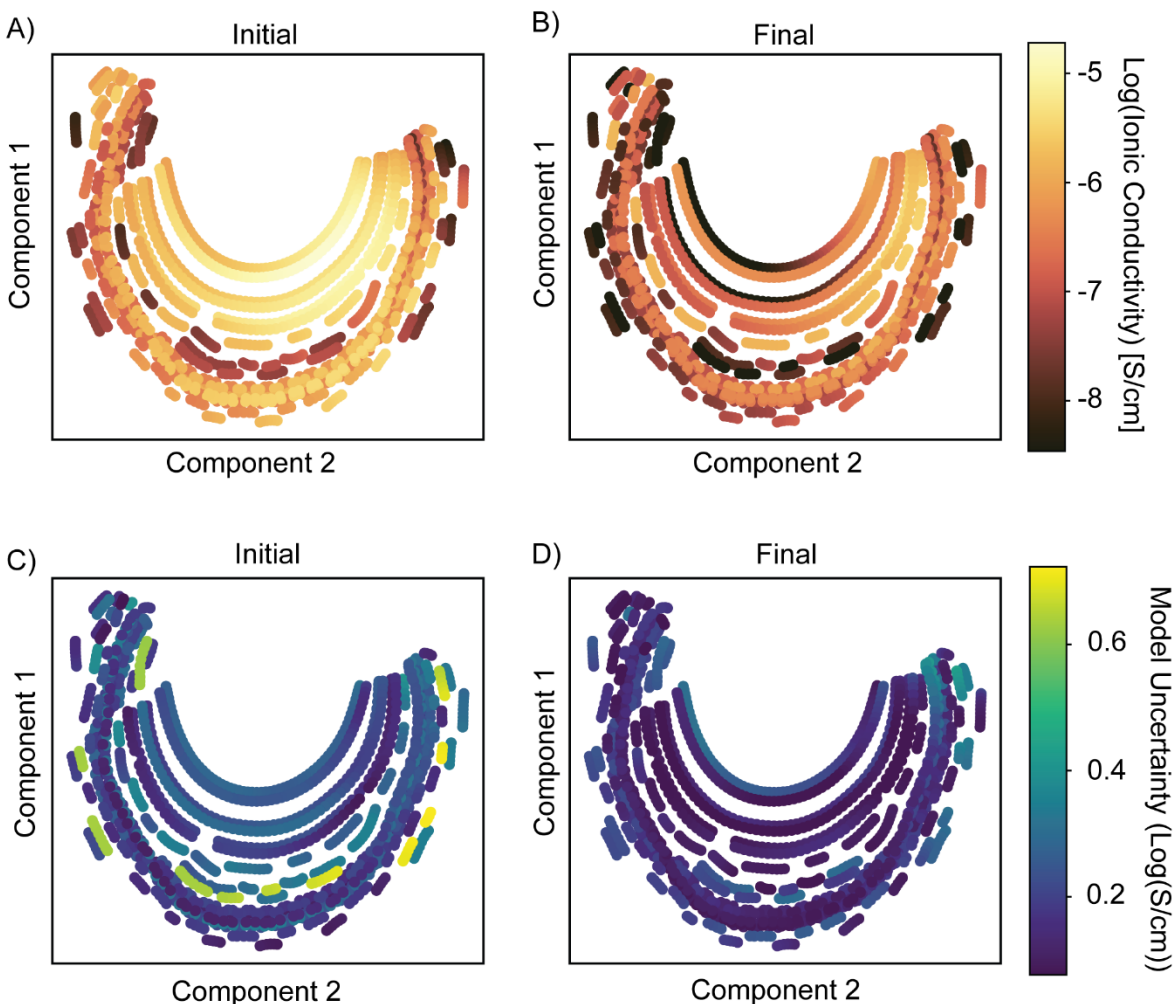 A)
Initial
B)
Final
Component 1
Component 2
Component 1
Component 2
-5
-6
-7
-8
Log(Ionic Conductivity) [S/cm]
C)
Initial
D)
Final
Component 1
Component 2
Component 1
Component 2
0.6
0.4
0.2
Model Uncertainty (Log(S/cm))